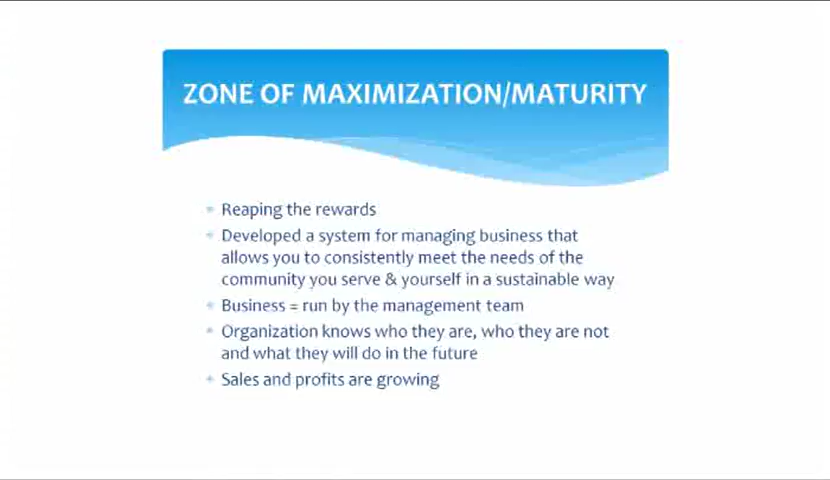 ZONE OF MAXIMIZATION/MATURITY
Reaping the rewards
Developed a system for managing business that
allows you to consistently meet the needs of the
community you serve & yourself in a sustainable way
Business = run by the management team
Organization knows who they are, who they are not
and what they will do in the future
Sales and profits are growing